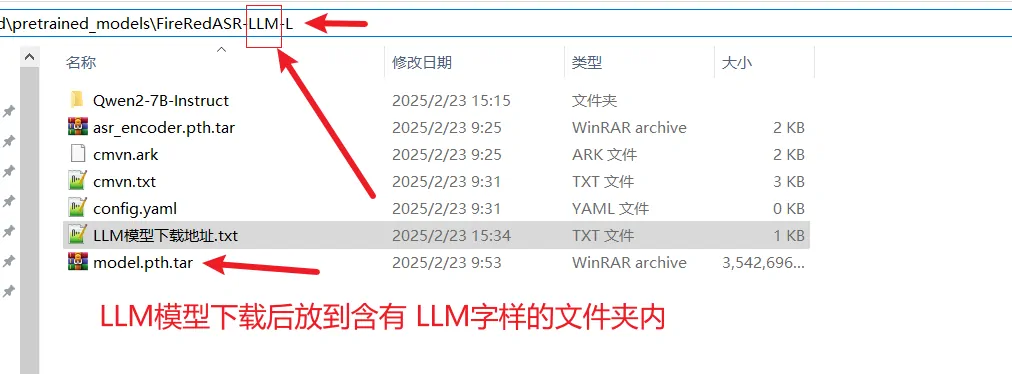 d\pretrained_models\FireRedASR-LLM-L
名称 修改日期 类型 大小
Qwen2-7B-Instruct 2025/2/23 15:15 文件夹
asr_encoder.pth.tar 2025/2/23 9:25 WinRAR archive 2 KB
cmvn.ark 2025/2/23 9:25 ARK 文件 2 KB
cmvn.txt 2025/2/23 9:31 TXT 文件 3 KB
config.yaml 2025/2/23 9:31 YAML 文件 0 KB
LLM模型下载地址.txt 2025/2/23 15:34 TXT 文件 1 KB
model.pth.tar 2025/2/23 9:53 WinRAR archive 3,542,696...
LLM模型下载后放到含有 LLM字样的文件夹内